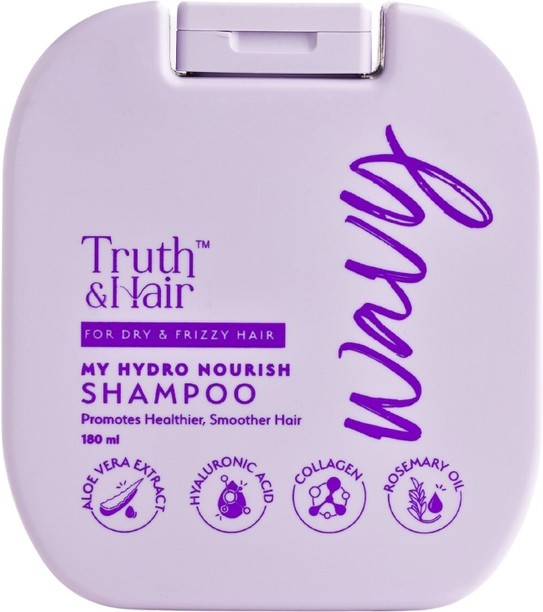 Truth™
&Hair
FOR DRY & FRIZZY HAIR
MY HYDRO NOURISH
SHAMPOO
Promotes Healthier, Smoother Hair
180 ml
wavy
ALOE VERA EXTRACT
HYALURONIC ACID
COLLAGEN
ROSEMARY OIL